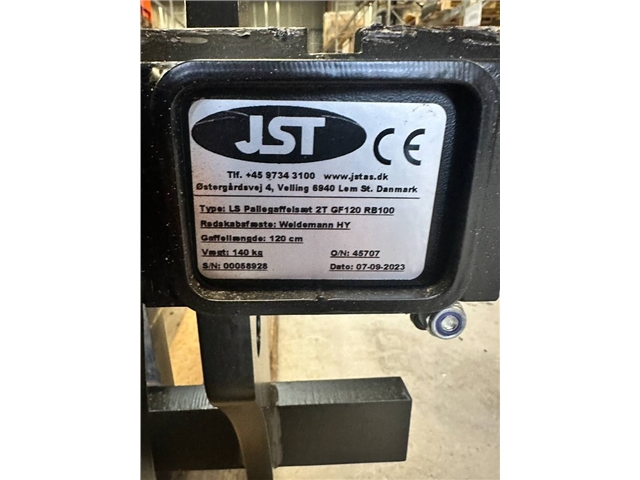 JST CE
Tlf. +45 9734 3100 www.jstas.dk
Østergårdsvej 4, Velling 6940 Lem St. Danmark
Type: LS Pallegaffelsæt 2T GF120 RB100
Redskabsfæste: Weidemann HY
Gaffellængde: 120 cm
Vægt: 140 kg O/N: 45707
S/N: 00058928 Dato: 07-09-2023